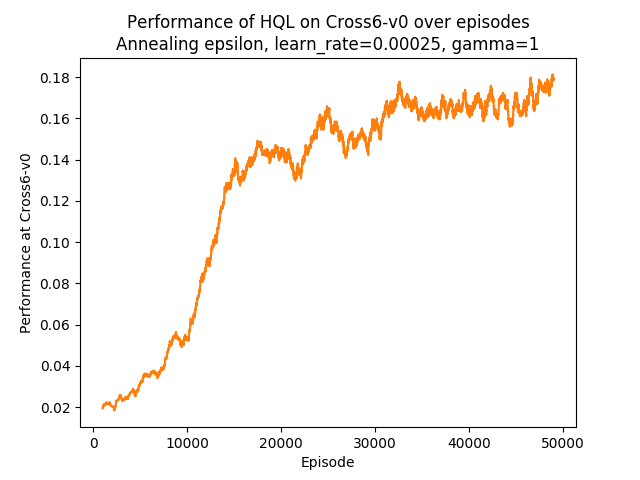 Performance of HQL on Cross6-v0 over episodes
Annealing epsilon, learn_rate=0.00025, gamma=1
Performance at Cross6-v0
0.18
0.16
0.14
0.12
0.10
0.08
0.06
0.04
0.02
0 10000 20000 30000 40000 50000
Episode